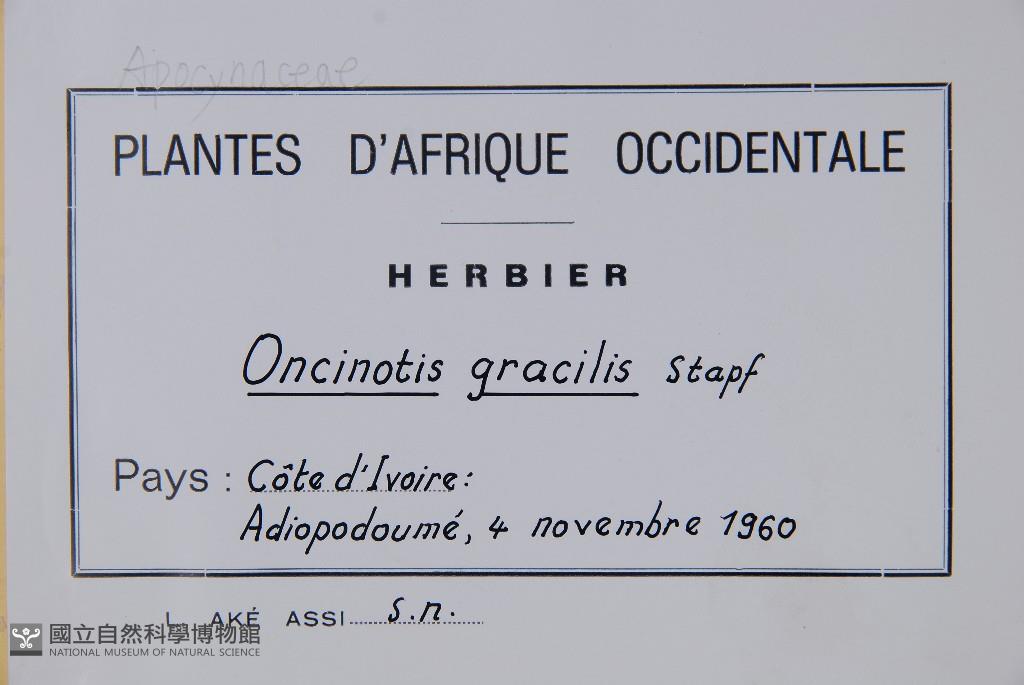 Apocynaceae
PLANTES D'AFRIQUE OCCIDENTALE
HERBIER
Oncinotis gracilis Stapf
Pays : Côte d'Ivoire:
Adiopodoumé, 4 novembre 1960
L. AKÉ ASSI s.n.
國立自然科學博物館
NATIONAL MUSEUM OF NATURAL SCIENCE